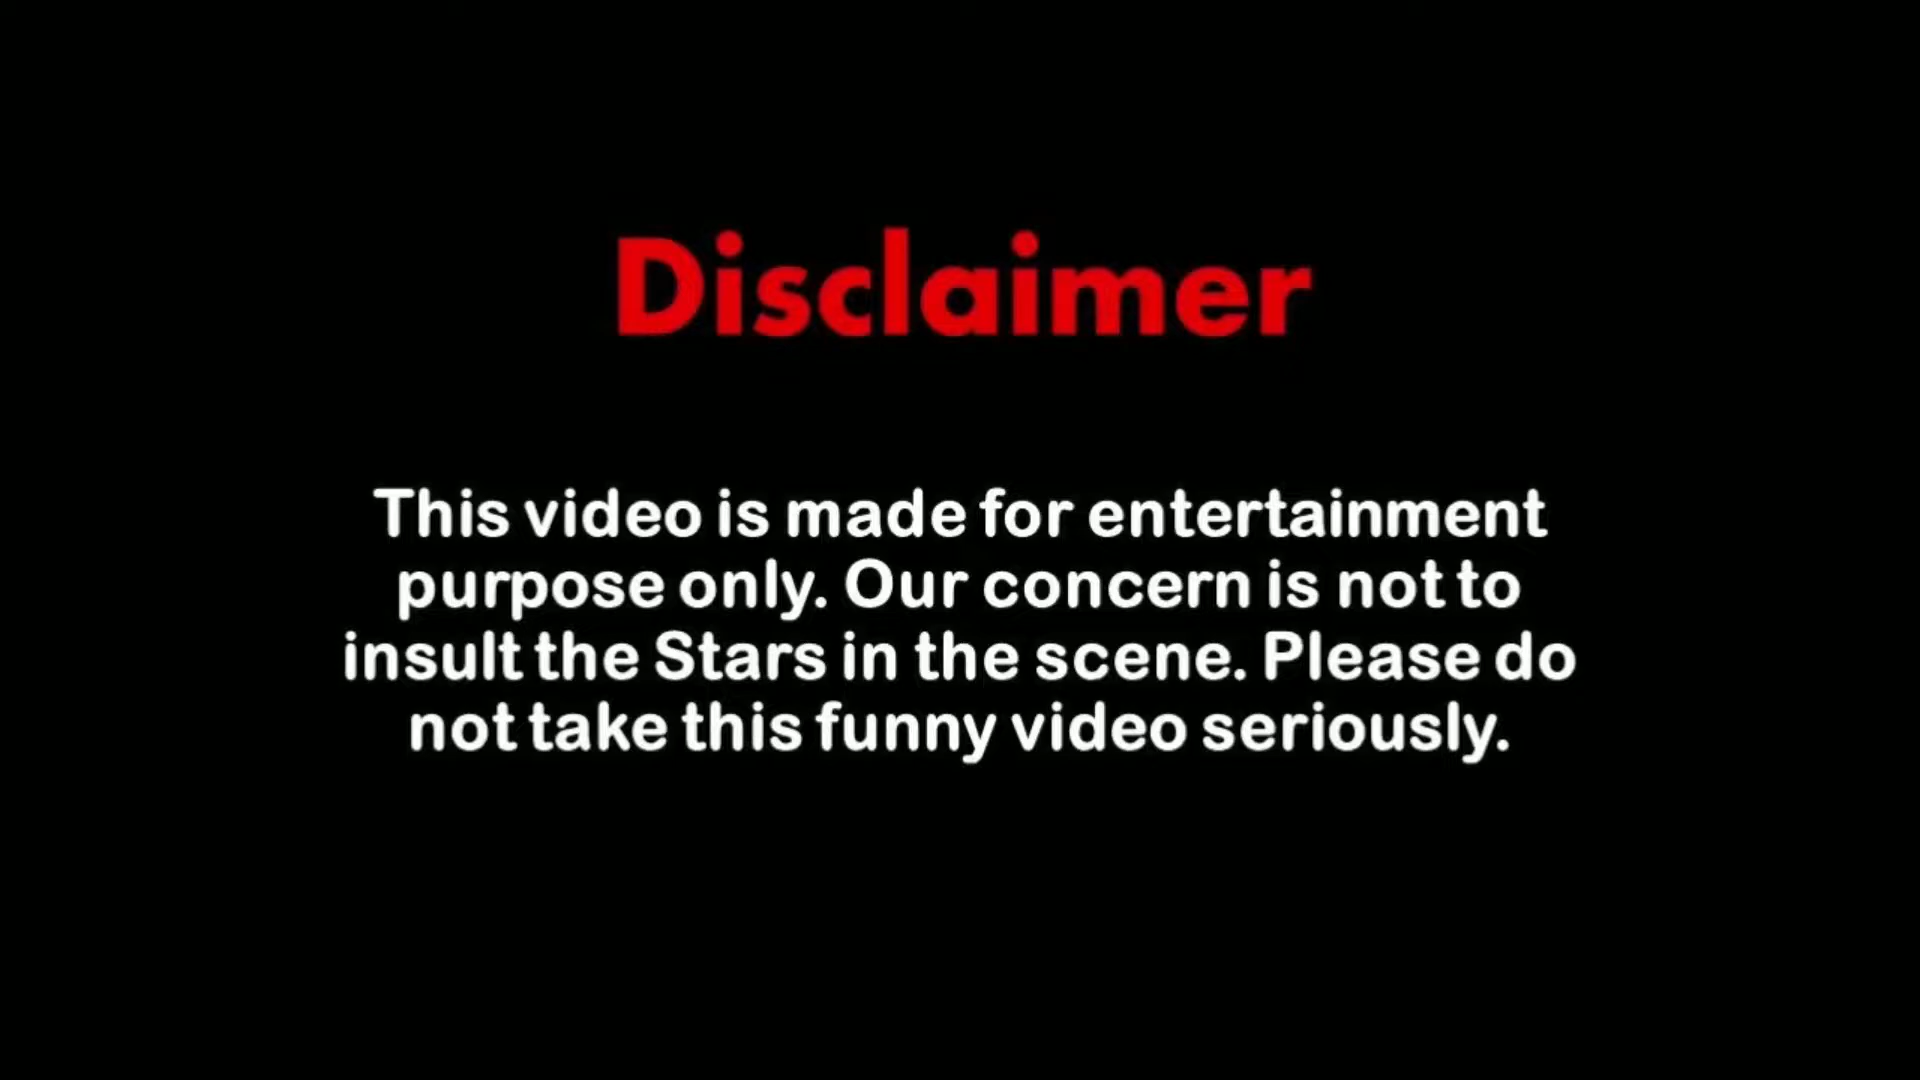 Disclaimer
This video is made for entertainment
purpose only. Our concern is not to
insult the Stars in the scene. Please do
not take this funny video seriously.